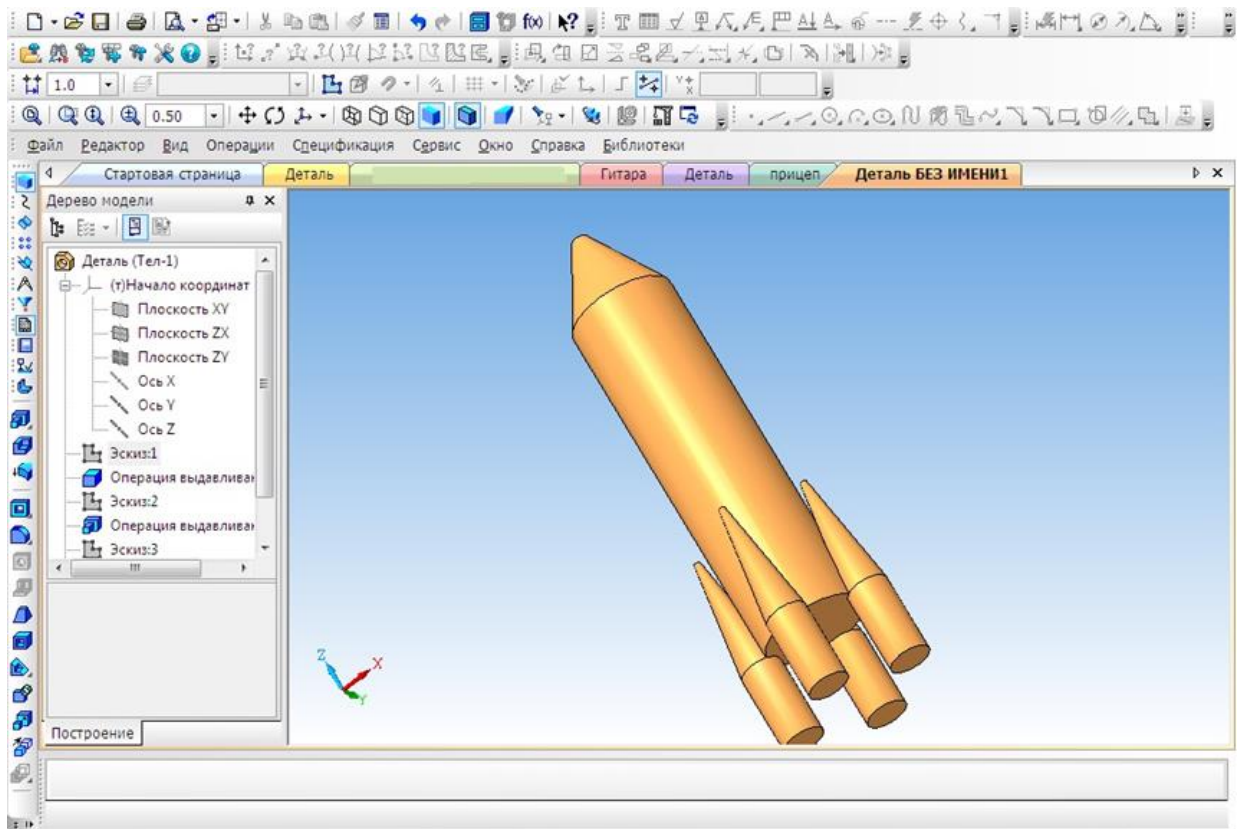 f(x)
1.0
0.50
Файл Редактор Вид Операции Спецификация Сервис Окно Справка Библиотеки
Стартовая страница Деталь Гитара Деталь прицеп Деталь БЕЗ ИМЕНИ1
Дерево модели
Деталь (Тел-1)
(т)Начало координат
Плоскость XY
Плоскость ZX
Плоскость ZY
Ось X
Ось Y
Ось Z
Эскиз:1
Операция выдавливан
Эскиз:2
Операция выдавливан
Эскиз:3
Z
X
Y
Построение